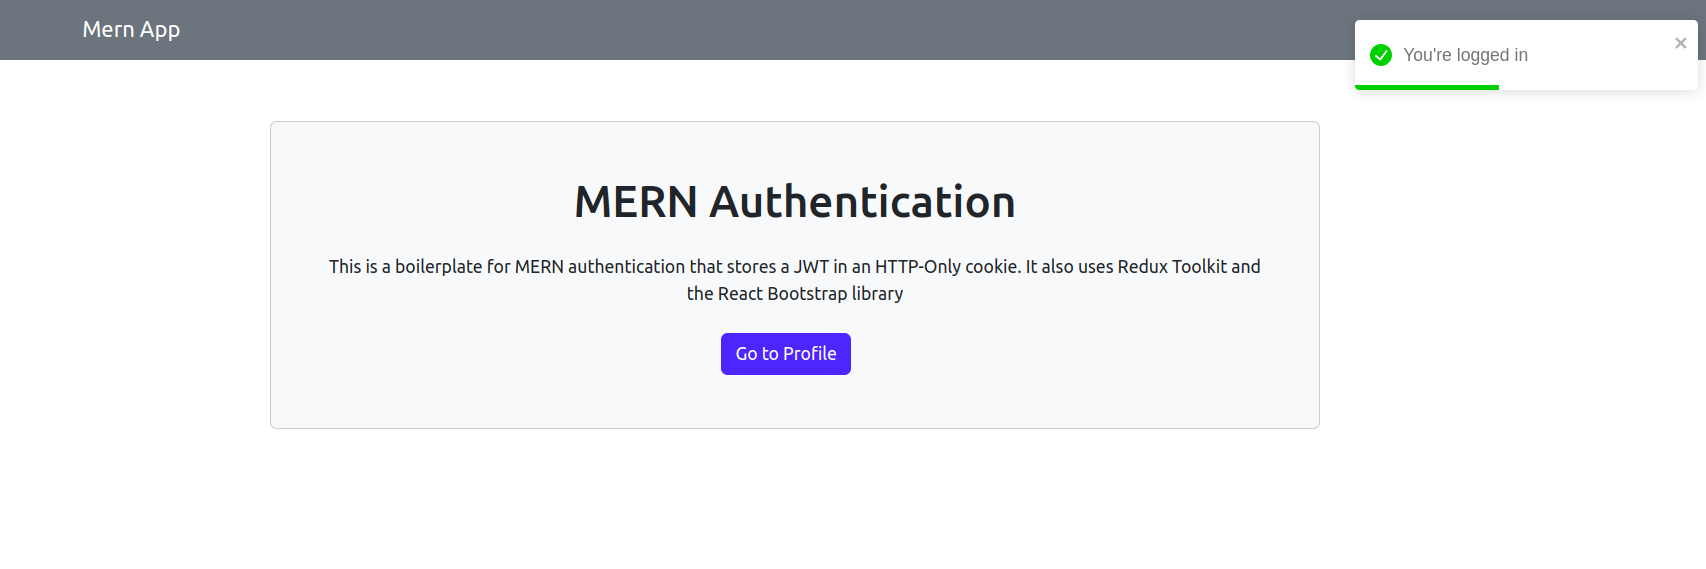 Mern App
You're logged in
MERN Authentication
This is a boilerplate for MERN authentication that stores a JWT in an HTTP-Only cookie. It also uses Redux Toolkit and
the React Bootstrap library
Go to Profile